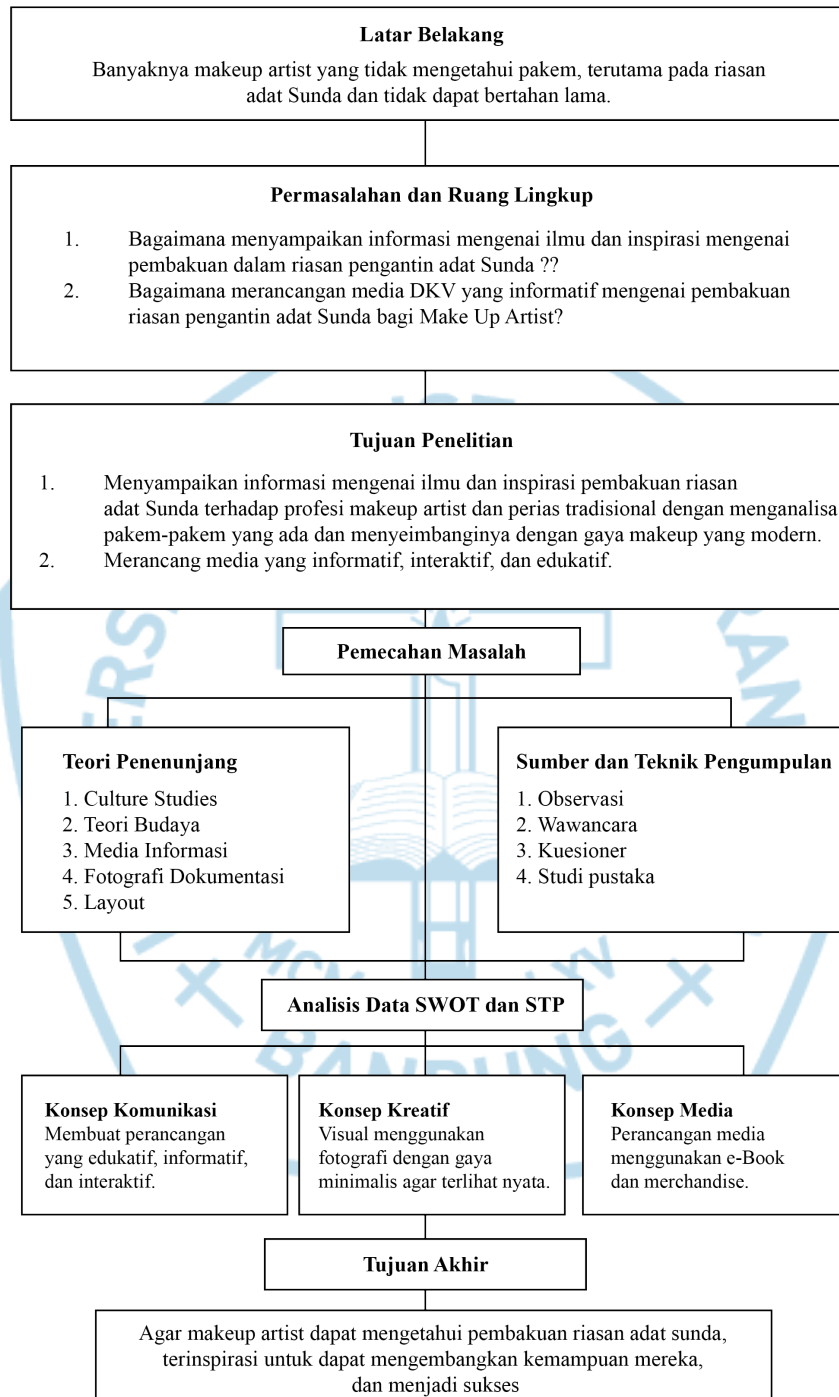 Latar Belakang
Banyaknya makeup artist yang tidak mengetahui pakem, terutama pada riasan
adat Sunda dan tidak dapat bertahan lama.
Permasalahan dan Ruang Lingkup
1. Bagaimana menyampaikan informasi mengenai ilmu dan inspirasi mengenai
pembakuan dalam riasan pengantin adat Sunda ??
2. Bagaimana merancangan media DKV yang informatif mengenai pembakuan
riasan pengantin adat Sunda bagi Make Up Artist?
Tujuan Penelitian
1. Menyampaikan informasi mengenai ilmu dan inspirasi pembakuan riasan
adat Sunda terhadap profesi makeup artist dan perias tradisional dengan menganalisa
pakem-pakem yang ada dan menyeimbanginya dengan gaya makeup yang modern.
2. Merancang media yang informatif, interaktif, dan edukatif.
Pemecahan Masalah
Teori Penenunjang
1. Culture Studies
2. Teori Budaya
3. Media Informasi
4. Fotografi Dokumentasi
5. Layout
Sumber dan Teknik Pengumpulan
1. Observasi
2. Wawancara
3. Kuesioner
4. Studi pustaka
Analisis Data SWOT dan STP
BANDUNG
Konsep Komunikasi
Membuat perancangan
yang edukatif, informatif,
dan interaktif.
Konsep Kreatif
Visual menggunakan
fotografi dengan gaya
minimalis agar terlihat nyata.
Konsep Media
Perancangan media
menggunakan e-Book
dan merchandise.
Tujuan Akhir
Agar makeup artist dapat mengetahui pembakuan riasan adat sunda,
terinspirasi untuk dapat mengembangkan kemampuan mereka,
dan menjadi sukses